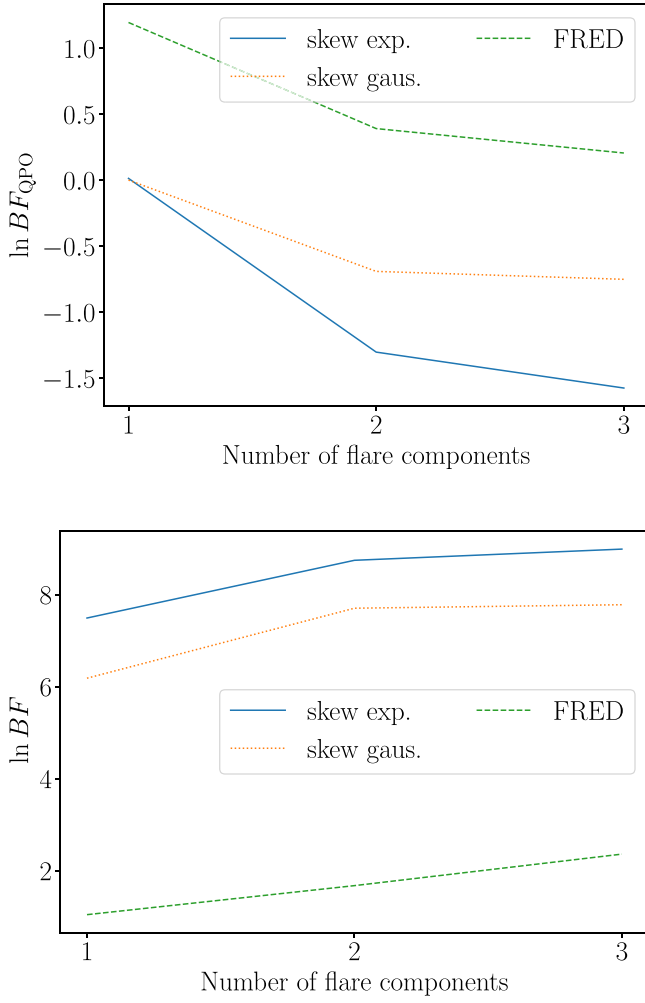 1.0
0.5
0.0
−0.5
−1.0
−1.5
ln BF_QPO
skew exp.
skew gaus.
FRED
1 2 3
Number of flare components
8
6
4
2
ln BF
skew exp.
skew gaus.
FRED
1 2 3
Number of flare components